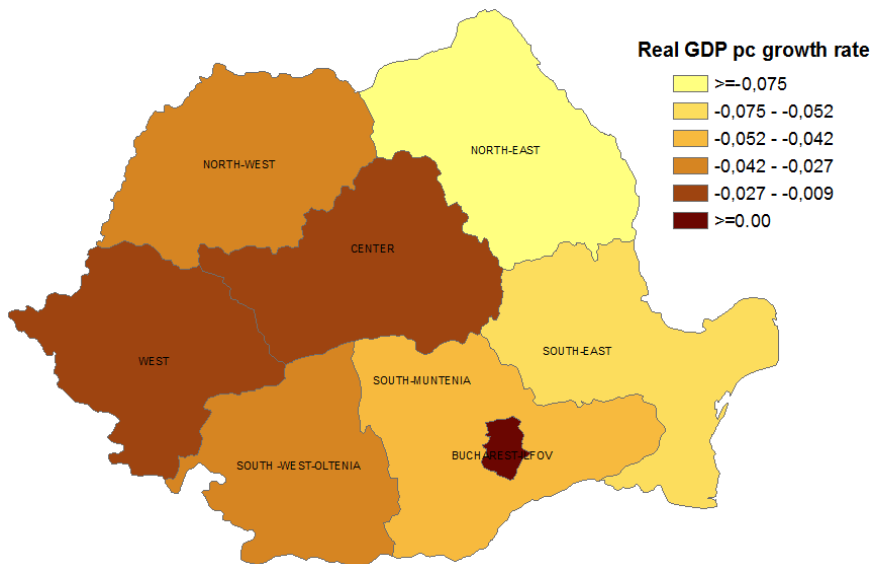 Real GDP pc growth rate
>=-0,075
-0,075 - -0,052
-0,052 - -0,042
-0,042 - -0,027
-0,027 - -0,009
>=0.00
NORTH-EAST
NORTH-WEST
CENTER
SOUTH-EAST
WEST
SOUTH-MUNTENIA
BUCHAREST-ILFOV
SOUTH -WEST-OLTENIA